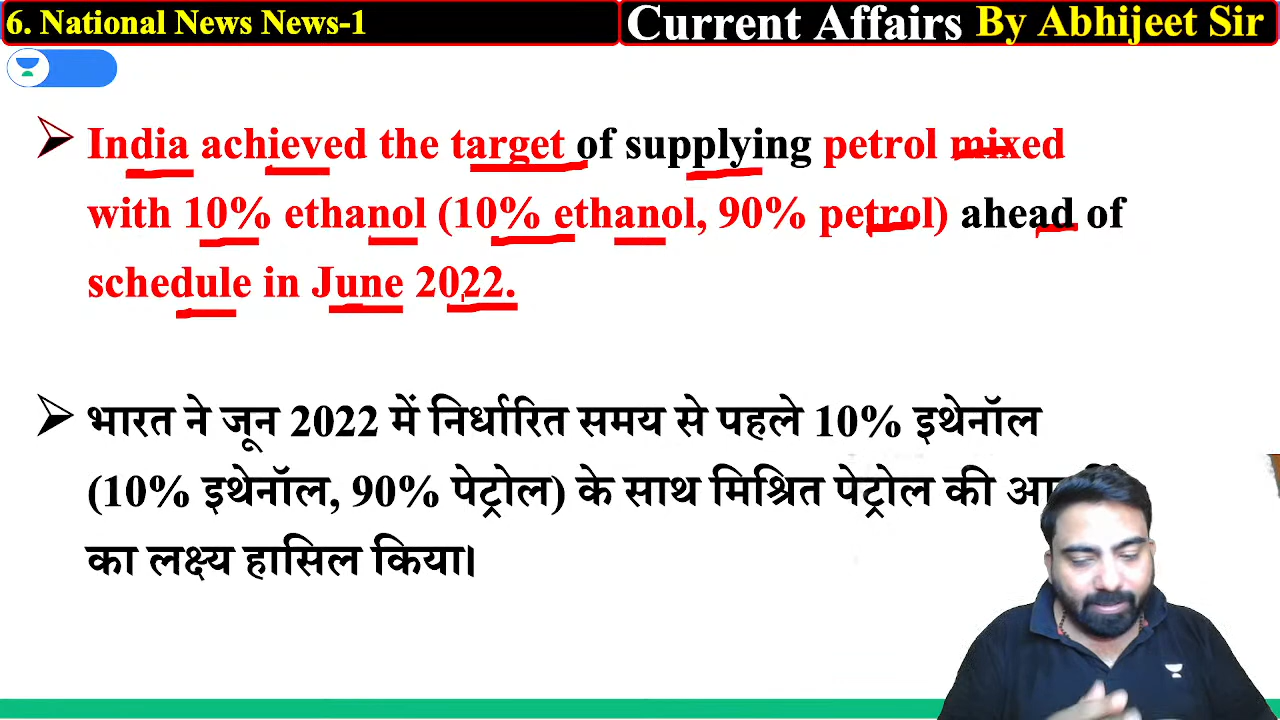 6. National News News-1
Current Affairs By Abhijeet Sir
India achieved the target of supplying petrol mixed
with 10% ethanol (10% ethanol, 90% petrol) ahead of
schedule in June 2022.
भारत ने जून 2022 में निर्धारित समय से पहले 10% इथेनॉल
(10% इथेनॉल, 90% पेट्रोल) के साथ मिश्रित पेट्रोल की
का लक्ष्य हासिल किया।